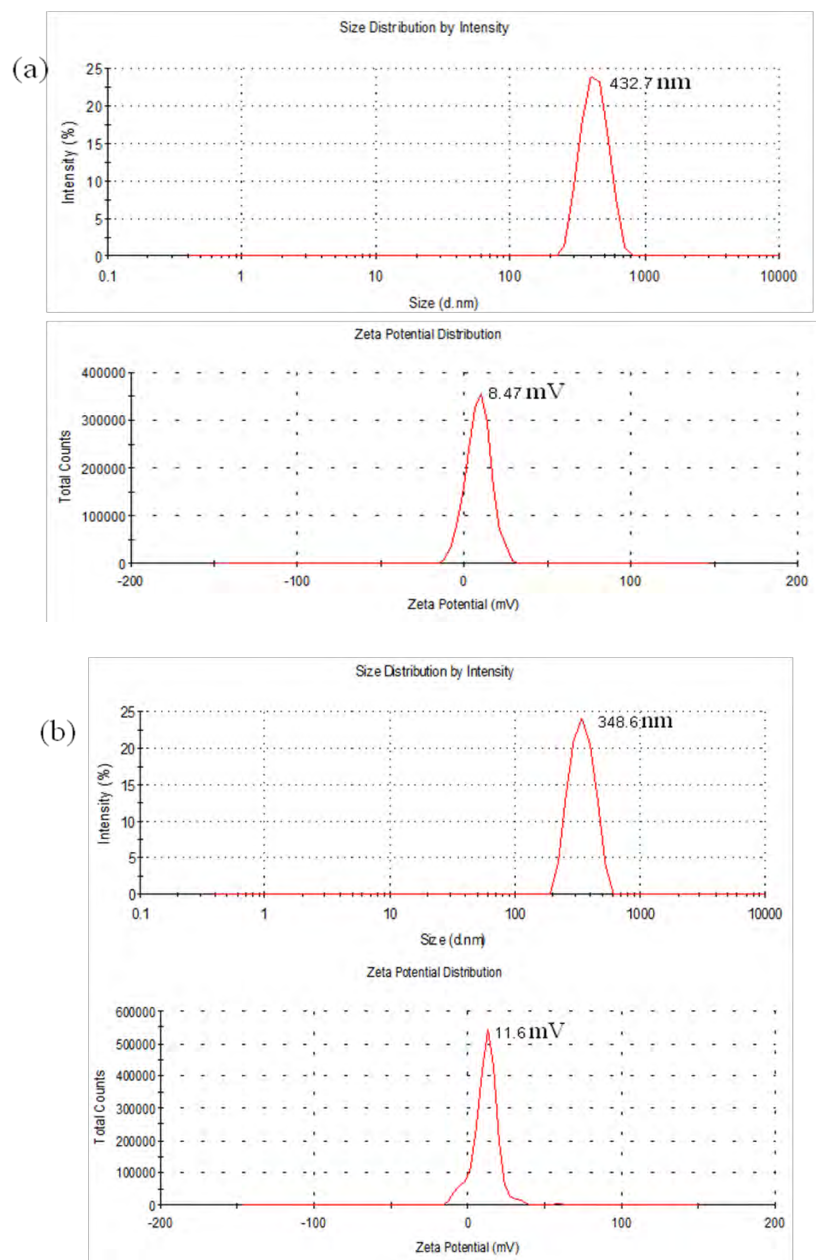 Size Distribution by Intensity
(a)
25
20
15
10
5
0
Intensity (%)
432.7 nm
0.1 1 10 100 1000 10000
Size (d.nm)
Zeta Potential Distribution
400000
300000
200000
100000
0
Total Counts
8.47 mV
-200 -100 0 100 200
Zeta Potential (mV)
Size Distribution by Intensity
(b)
25
20
15
10
5
0
Intensity (%)
348.6 nm
0.1 1 10 100 1000 10000
Size (d.nm)
Zeta Potential Distribution
600000
500000
400000
300000
200000
100000
0
Total Counts
11.6 mV
-200 -100 0 100 200
Zeta Potential (mV)